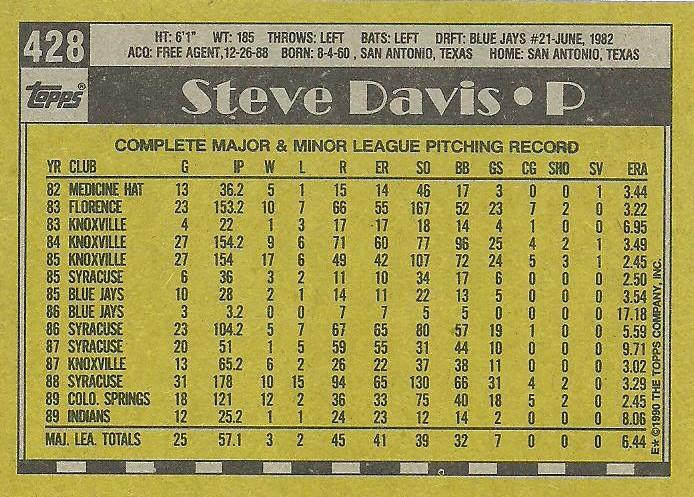 428
HT: 6'1" WT: 185 THROWS: LEFT BATS: LEFT DRFT: BLUE JAYS #21-JUNE, 1982
ACQ: FREE AGENT,12-26-88 BORN: 8-4-60 , SAN ANTONIO, TEXAS HOME: SAN ANTONIO, TEXAS
topps®
Steve Davis • P
COMPLETE MAJOR & MINOR LEAGUE PITCHING RECORD
YR CLUB G IP W L R ER SO BB GS CG SHO SV ERA
82 MEDICINE HAT 13 36.2 5 1 15 14 46 17 3 0 0 1 3.44
83 FLORENCE 23 153.2 10 7 66 55 167 52 23 7 2 0 3.22
83 KNOXVILLE 4 22 1 3 17 17 18 14 4 1 0 0 6.95
84 KNOXVILLE 27 154.2 9 6 71 60 77 96 25 4 2 1 3.49
85 KNOXVILLE 27 154 17 6 49 42 107 72 24 5 3 1 2.45
85 SYRACUSE 6 36 3 2 11 10 34 17 6 0 0 0 2.50
85 BLUE JAYS 10 28 2 1 14 11 22 13 5 0 0 0 3.54
86 BLUE JAYS 3 3.2 0 0 7 7 5 5 0 0 0 0 17.18
86 SYRACUSE 23 104.2 5 7 67 65 80 57 19 1 0 0 5.59
87 SYRACUSE 20 51 1 5 59 55 31 44 10 0 0 0 9.71
87 KNOXVILLE 13 65.2 6 2 26 22 37 38 11 0 0 0 3.02
88 SYRACUSE 31 178 10 15 94 65 130 66 31 4 2 0 3.29
89 COLO. SPRINGS 18 121 12 2 36 33 75 40 18 5 2 0 2.45
89 INDIANS 12 25.2 1 1 24 23 12 14 2 0 0 0 8.06
MAJ. LEA. TOTALS 25 57.1 3 2 45 41 39 32 7 0 0 0 6.44
E* ©1990 THE TOPPS COMPANY, INC.